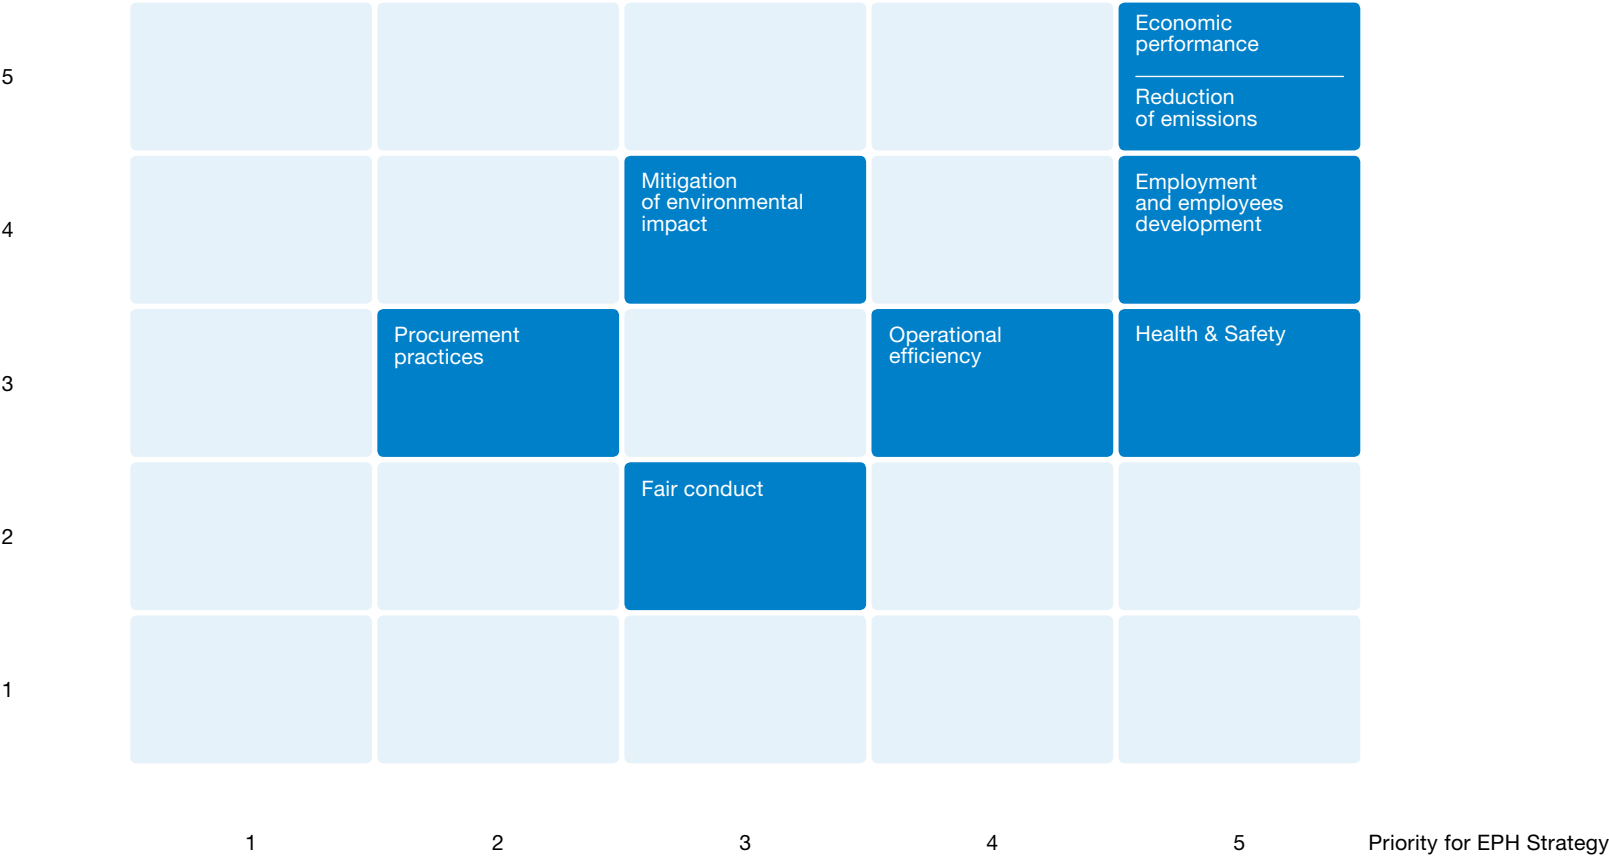 5
Economic
performance
Reduction
of emissions
4
Mitigation
of environmental
impact
Employment
and employees
development
3
Procurement
practices
Operational
efficiency
Health & Safety
2
Fair conduct
1
1 2 3 4 5 Priority for EPH Strategy